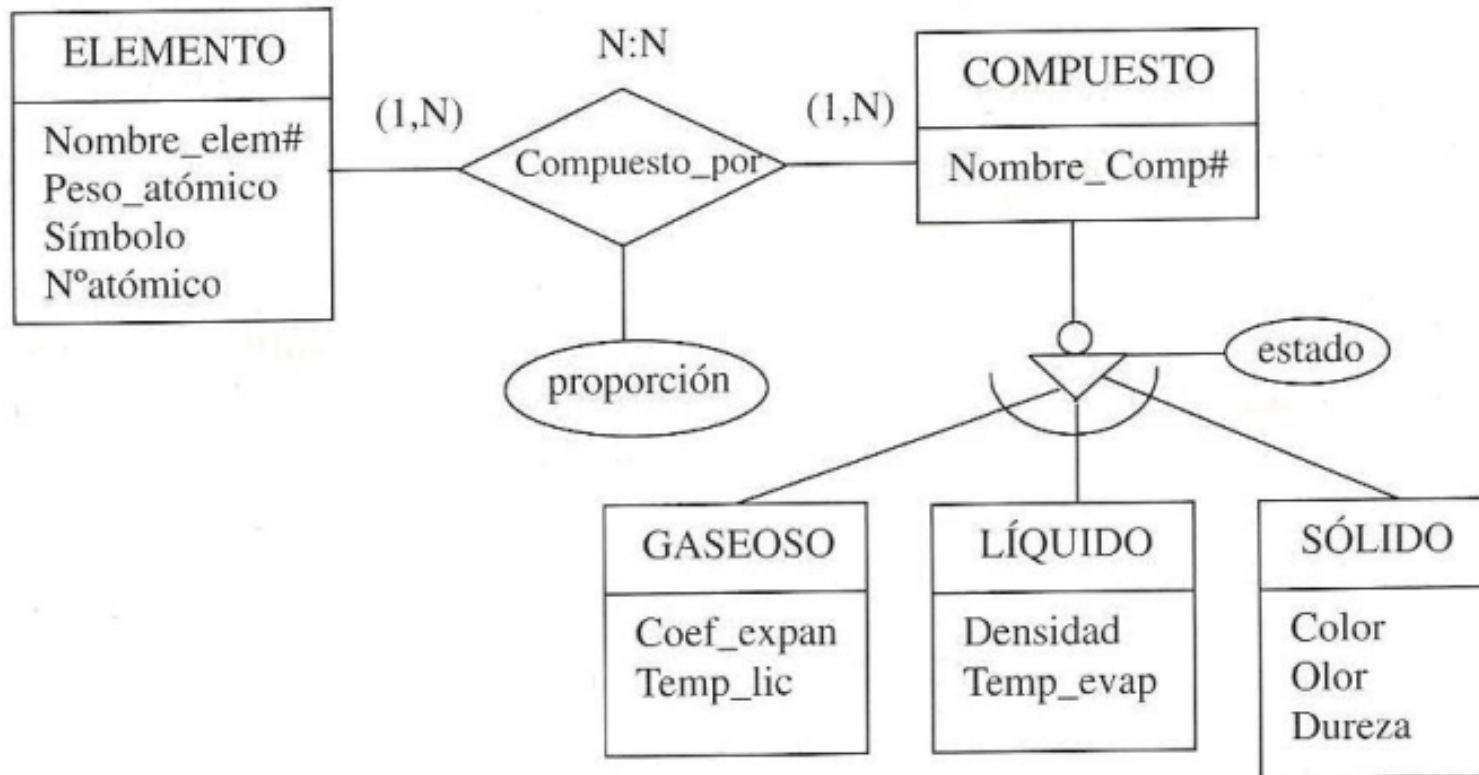 ELEMENTO
Nombre_elem#
Peso_atómico
Símbolo
Nºatómico
(1,N)
N:N
Compuesto_por
(1,N)
proporción
COMPUESTO
Nombre_Comp#
estado
GASEOSO
Coef_expan
Temp_lic
LÍQUIDO
Densidad
Temp_evap
SÓLIDO
Color
Olor
Dureza